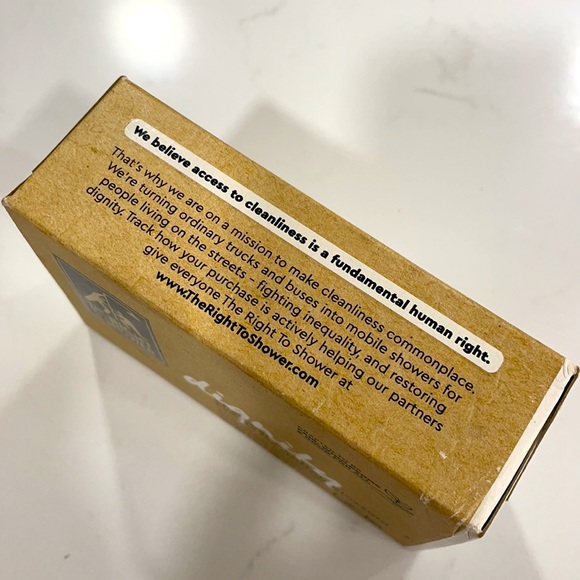 We believe access to cleanliness is a fundamental human right.
That's why we are on a mission to make cleanliness commonplace.
We're turning ordinary trucks and buses into mobile showers for
people living on the streets - fighting inequality, and restoring
dignity. Track how your purchase is actively helping our partners
give everyone The Right To Shower at
www.TheRightToShower.com
dignity